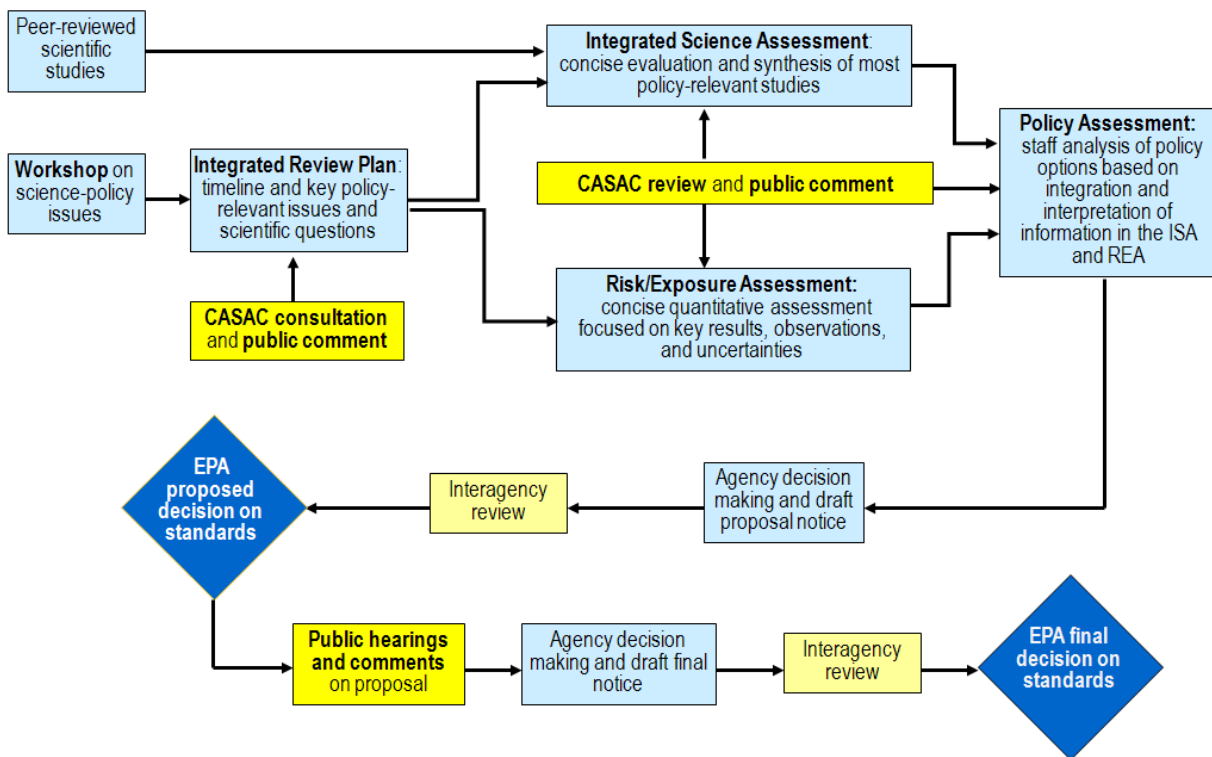 Peer-reviewed
scientific
studies
Integrated Science Assessment:
concise evaluation and synthesis of most
policy-relevant studies
Workshop on
science-policy
issues
Integrated Review Plan:
timeline and key policy-
relevant issues and
scientific questions
CASAC review and public comment
Policy Assessment:
staff analysis of policy
options based on
integration and
interpretation of
information in the ISA
and REA
CASAC consultation
and public comment
Risk/Exposure Assessment:
concise quantitative assessment
focused on key results, observations,
and uncertainties
EPA
proposed
decision on
standards
Interagency
review
Agency decision
making and draft
proposal notice
Public hearings
and comments
on proposal
Agency decision
making and draft final
notice
Interagency
review
EPA final
decision on
standards